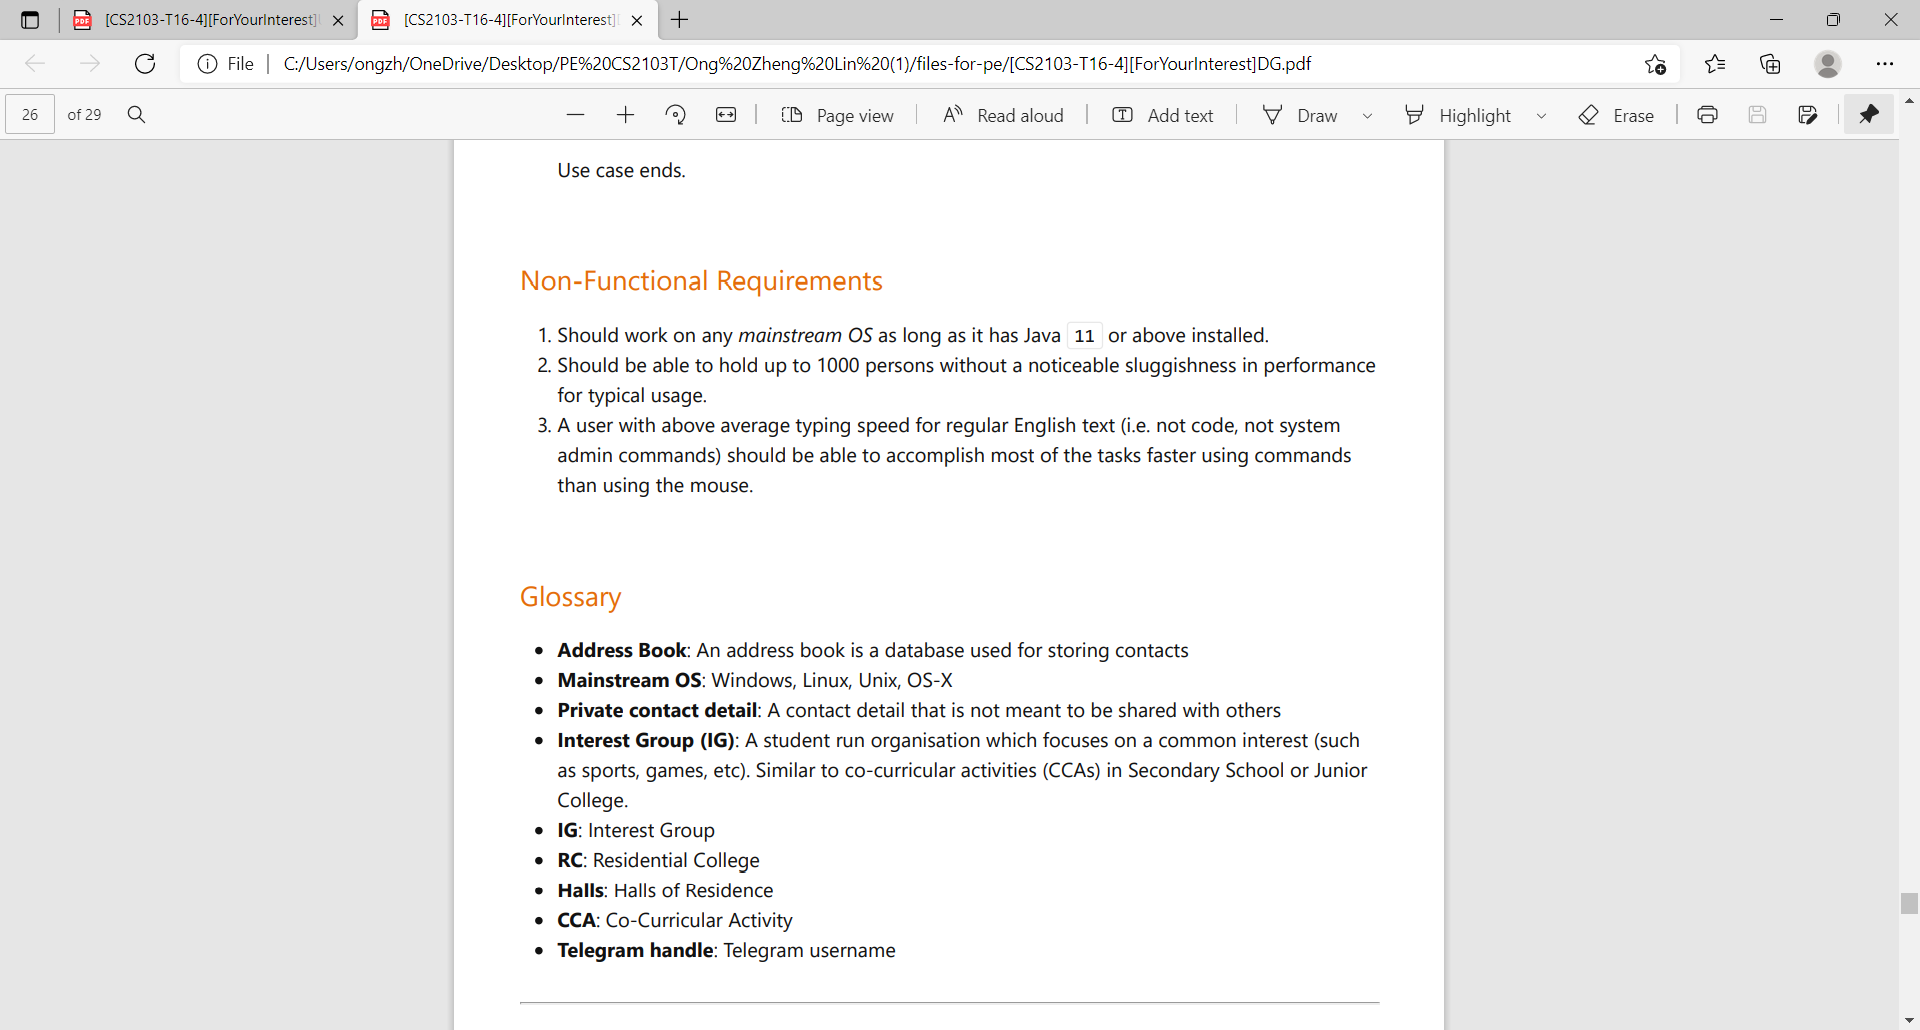 [CS2103-T16-4][ForYourInterest]
[CS2103-T16-4][ForYourInterest]
File
C:/Users/ongzh/OneDrive/Desktop/PE%20CS2103T/Ong%20Zheng%20Lin%20(1)/files-for-pe/[CS2103-T16-4][ForYourInterest]DG.pdf
26 of 29
Page view
Read aloud
Add text
Draw
Highlight
Erase
Use case ends.
Non-Functional Requirements
1. Should work on any mainstream OS as long as it has Java 11 or above installed.
2. Should be able to hold up to 1000 persons without a noticeable sluggishness in performance
for typical usage.
3. A user with above average typing speed for regular English text (i.e. not code, not system
admin commands) should be able to accomplish most of the tasks faster using commands
than using the mouse.
Glossary
• Address Book: An address book is a database used for storing contacts
• Mainstream OS: Windows, Linux, Unix, OS-X
• Private contact detail: A contact detail that is not meant to be shared with others
• Interest Group (IG): A student run organisation which focuses on a common interest (such
as sports, games, etc). Similar to co-curricular activities (CCAs) in Secondary School or Junior
College.
• IG: Interest Group
• RC: Residential College
• Halls: Halls of Residence
• CCA: Co-Curricular Activity
• Telegram handle: Telegram username